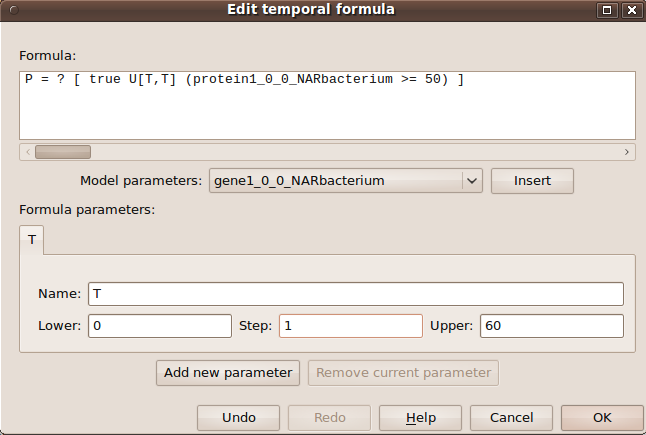 Edit temporal formula
Formula:
P = ? [ true U[T,T] (protein1_0_0_NARbacterium >= 50) ]
Model parameters: gene1_0_0_NARbacterium Insert
Formula parameters:
T
Name: T
Lower: 0 Step: 1 Upper: 60
Add new parameter Remove current parameter
Undo Redo Help Cancel OK